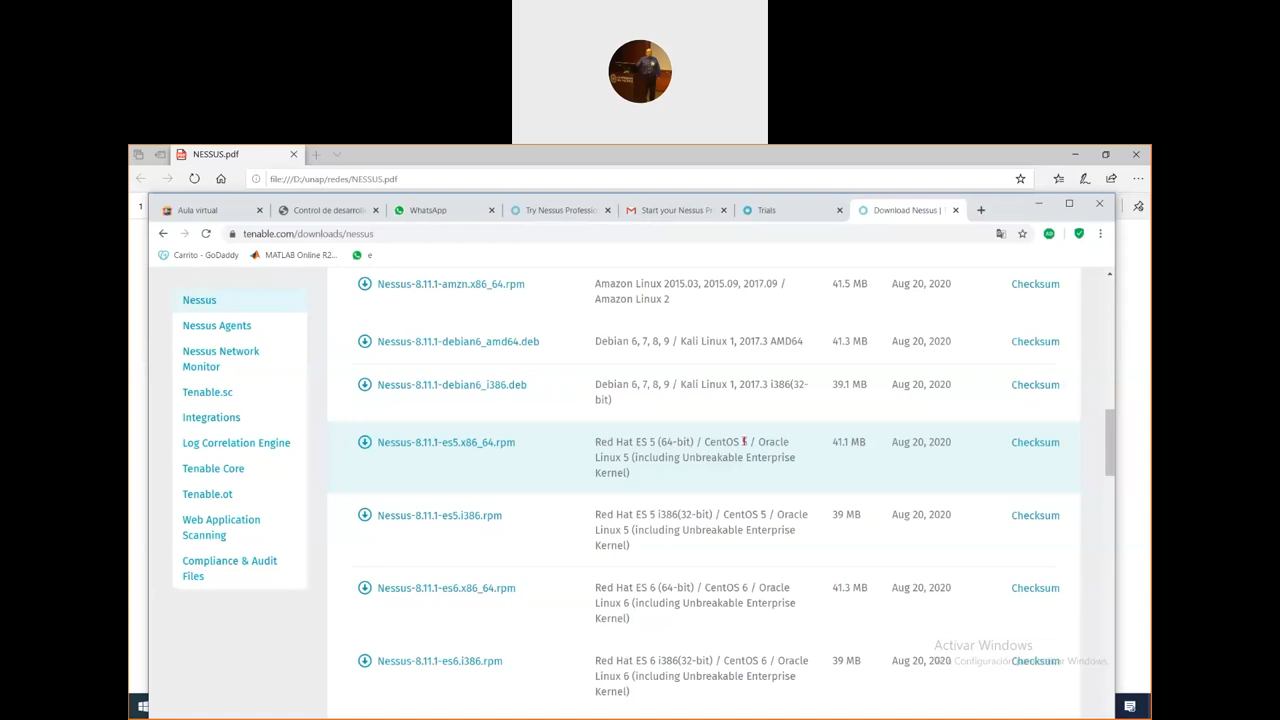 NESSUS.pdf
file:///D:/unap/redes/NESSUS.pdf
1
Aula virtual
Control de desarroll
WhatsApp
Try Nessus Professio
Start your Nessus Pr
Trials
Download Nessus |
tenable.com/downloads/nessus
Carrito - GoDaddy
MATLAB Online R2...
e
Nessus
Nessus Agents
Nessus Network
Monitor
Tenable.sc
Integrations
Log Correlation Engine
Tenable Core
Tenable.ot
Web Application
Scanning
Compliance & Audit
Files
Nessus-8.11.1-amzn.x86_64.rpm
Amazon Linux 2015.03, 2015.09, 2017.09 /
Amazon Linux 2
41.5 MB
Aug 20, 2020
Checksum
Nessus-8.11.1-debian6_amd64.deb
Debian 6, 7, 8, 9 / Kali Linux 1, 2017.3 AMD64
41.3 MB
Aug 20, 2020
Checksum
Nessus-8.11.1-debian6_i386.deb
Debian 6, 7, 8, 9 / Kali Linux 1, 2017.3 i386(32-
bit)
39.1 MB
Aug 20, 2020
Checksum
Nessus-8.11.1-es5.x86_64.rpm
Red Hat ES 5 (64-bit) / CentOS 5 / Oracle
Linux 5 (including Unbreakable Enterprise
Kernel)
41.1 MB
Aug 20, 2020
Checksum
Nessus-8.11.1-es5.i386.rpm
Red Hat ES 5 i386(32-bit) / CentOS 5 / Oracle
Linux 5 (including Unbreakable Enterprise
Kernel)
39 MB
Aug 20, 2020
Checksum
Nessus-8.11.1-es6.x86_64.rpm
Red Hat ES 6 (64-bit) / CentOS 6 / Oracle
Linux 6 (including Unbreakable Enterprise
Kernel)
41.3 MB
Aug 20, 2020
Checksum
Nessus-8.11.1-es6.i386.rpm
Red Hat ES 6 i386(32-bit) / CentOS 6 / Oracle
Linux 6 (including Unbreakable Enterprise
Kernel)
39 MB
Aug 20, 2020
Checksum
Activar Windows
Configuración Windows.